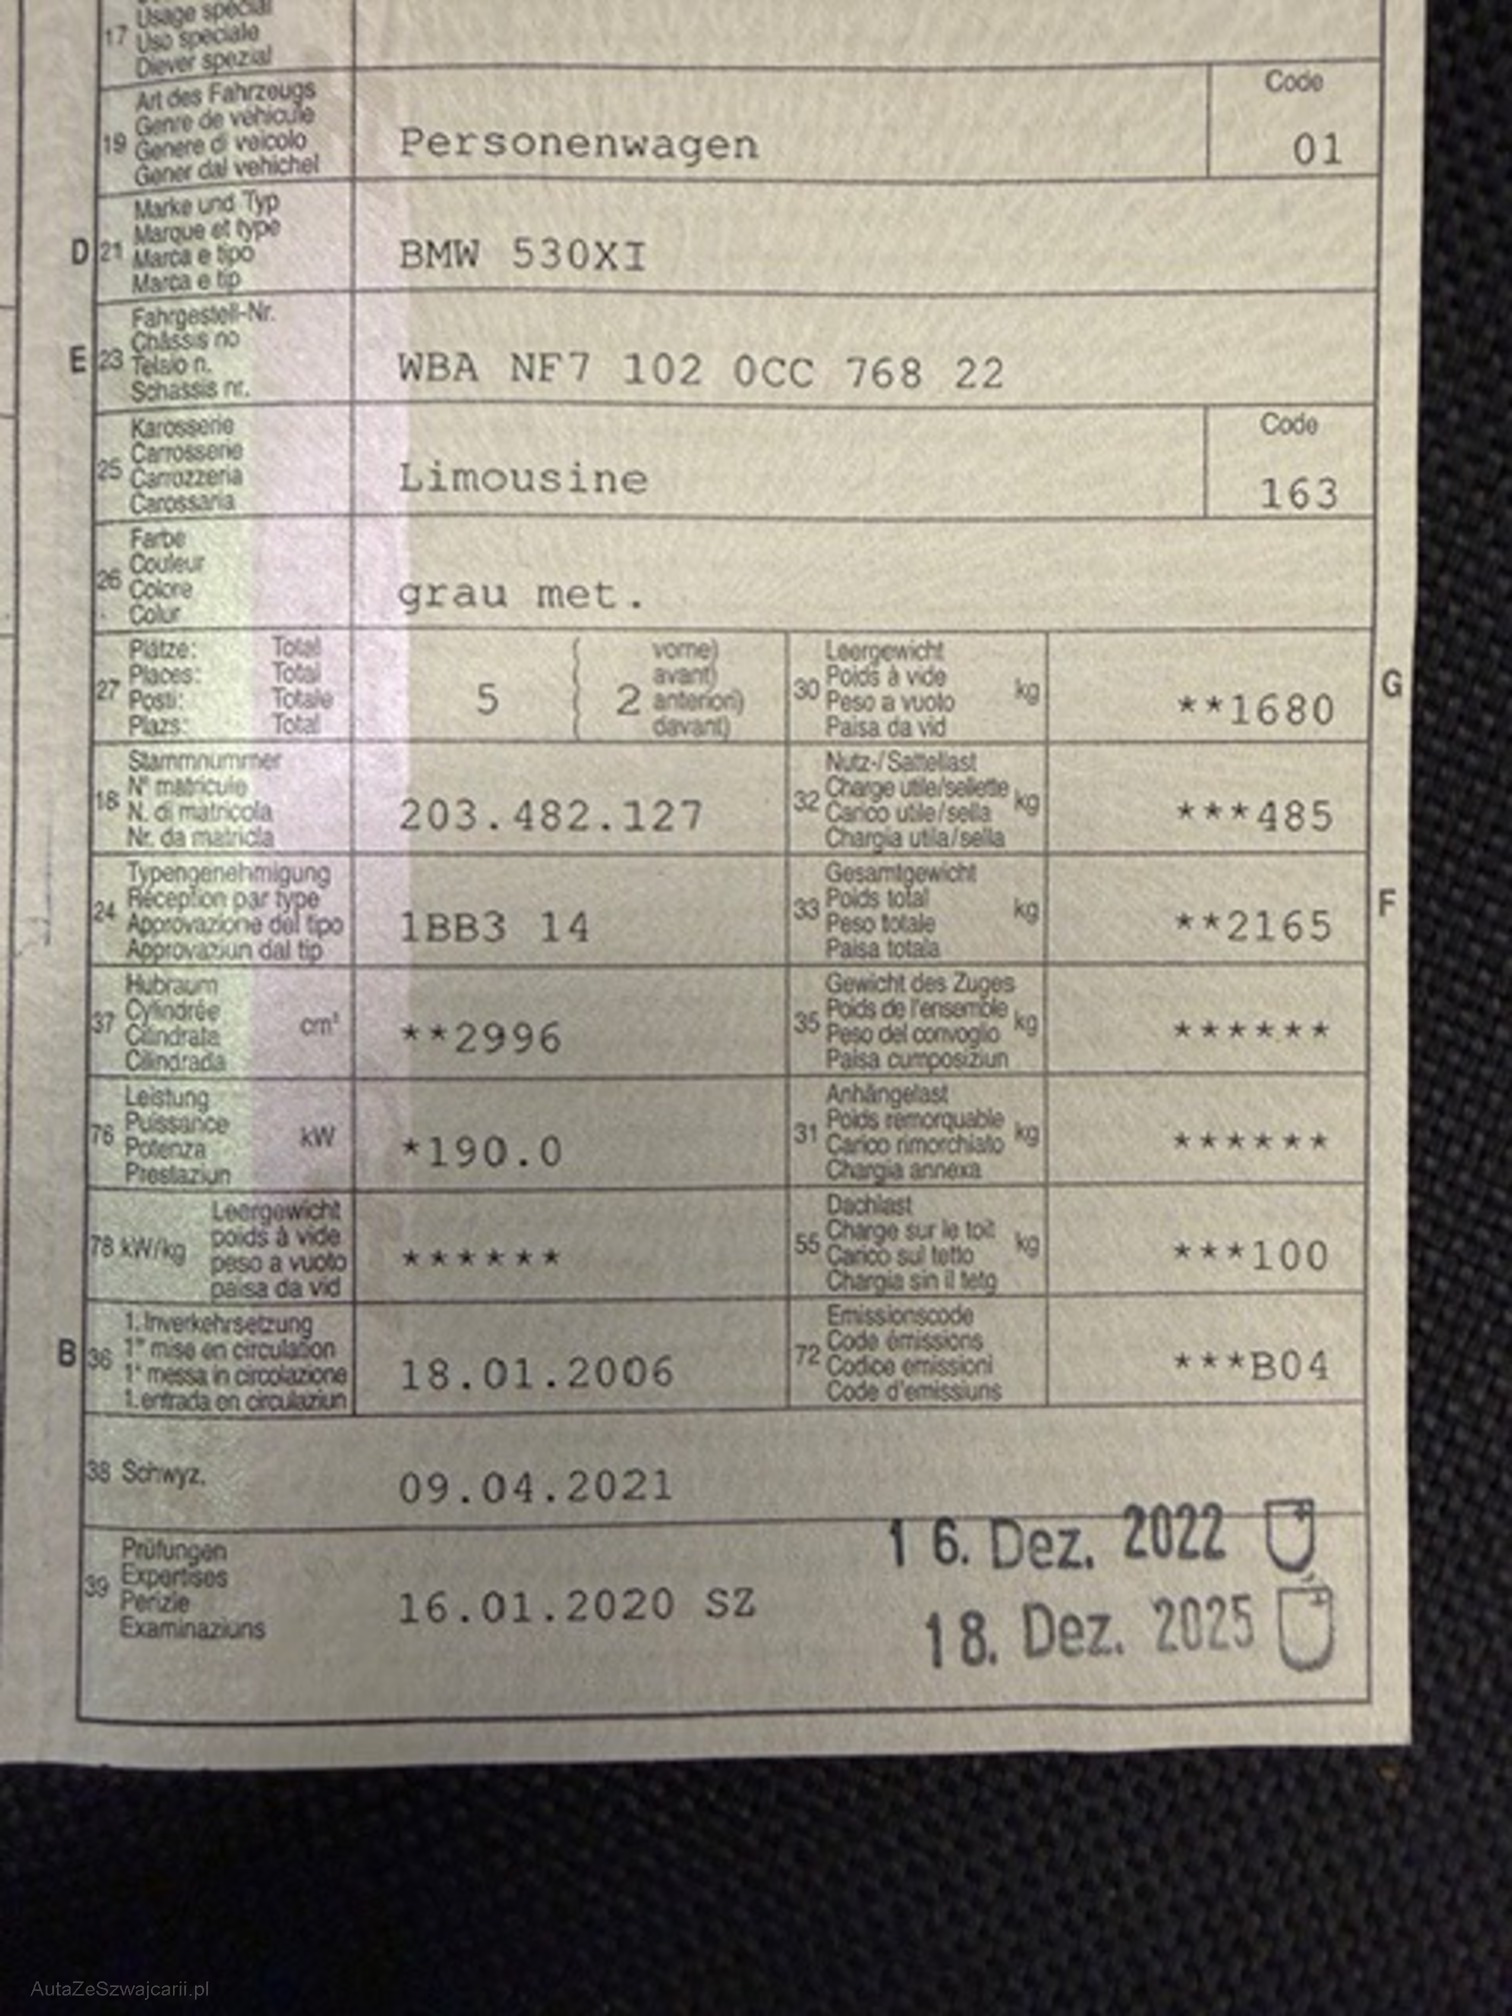 Usage spécial
17 Uso speciale
Diever spezial
Art des Fahrzeugs
Genre de véhicule
19 Genere di veicolo
Gener dal vehichel
Personenwagen
Code
01
Marke und Typ
Marque et type
D 21 Marca e tipo
Marca e tip
BMW 530XI
Fahrgestell-Nr.
Châssis no
E 23 Telaio n.
Schassis nr.
WBA NF7 102 0CC 768 22
Karosserie
Carrosserie
25 Carrozzeria
Carossaria
Limousine
Code
163
Farbe
Couleur
26 Colore
Colur
grau met.
Plätze: Total
Places: Total
27 Posti: Totale
Plazs: Total
5 ( 2 vorne)
avant)
anteriori)
davant)
Leergewicht
Poids à vide
30 Peso a vuoto kg
Paisa da vid
**1680
G
Stammnummer
N° matricule
18 N. di matricola
Nr. da matricla
203.482.127
Nutz-/Sattellast
Charge utile/sellette
32 Carico utile/sella kg
Chargia utila/sella
***485
Typengenehmigung
Réception par type
24 Approvazione del tipo
Approvaziun dal tip
1BB3 14
Gesamtgewicht
Poids total
33 Peso totale kg
Paisa totala
**2165
F
Hubraum
Cylindrée
37 Cilindrata cm³
Cilindrada
**2996
Gewicht des Zuges
Poids de l'ensemble
35 Peso del convoglio kg
Paisa cumposiziun
******
Leistung
Puissance
76 Potenza kW
Prestaziun
*190.0
Anhängelast
Poids remorquable
31 Carico rimorchiato kg
Chargia annexa
******
Leergewicht
poids à vide
78 kW/kg peso a vuoto
paisa da vid
******
Dachlast
Charge sur le toit
55 Carico sul tetto kg
Chargia sin il tetg
***100
1. Inverkehrsetzung
1re mise en circulation
B 36 1a messa in circolazione
1. entrada en circulaziun
18.01.2006
Emissionscode
Code émissions
72 Codice emissioni
Code d'emissiuns
***B04
38 Schwyz, 09.04.2021
Prüfungen
Expertises
39 Perizie
Examinaziuns
16.01.2020 SZ
16. Dez. 2022
18. Dez. 2025
AutaZeSzwajcarii.pl